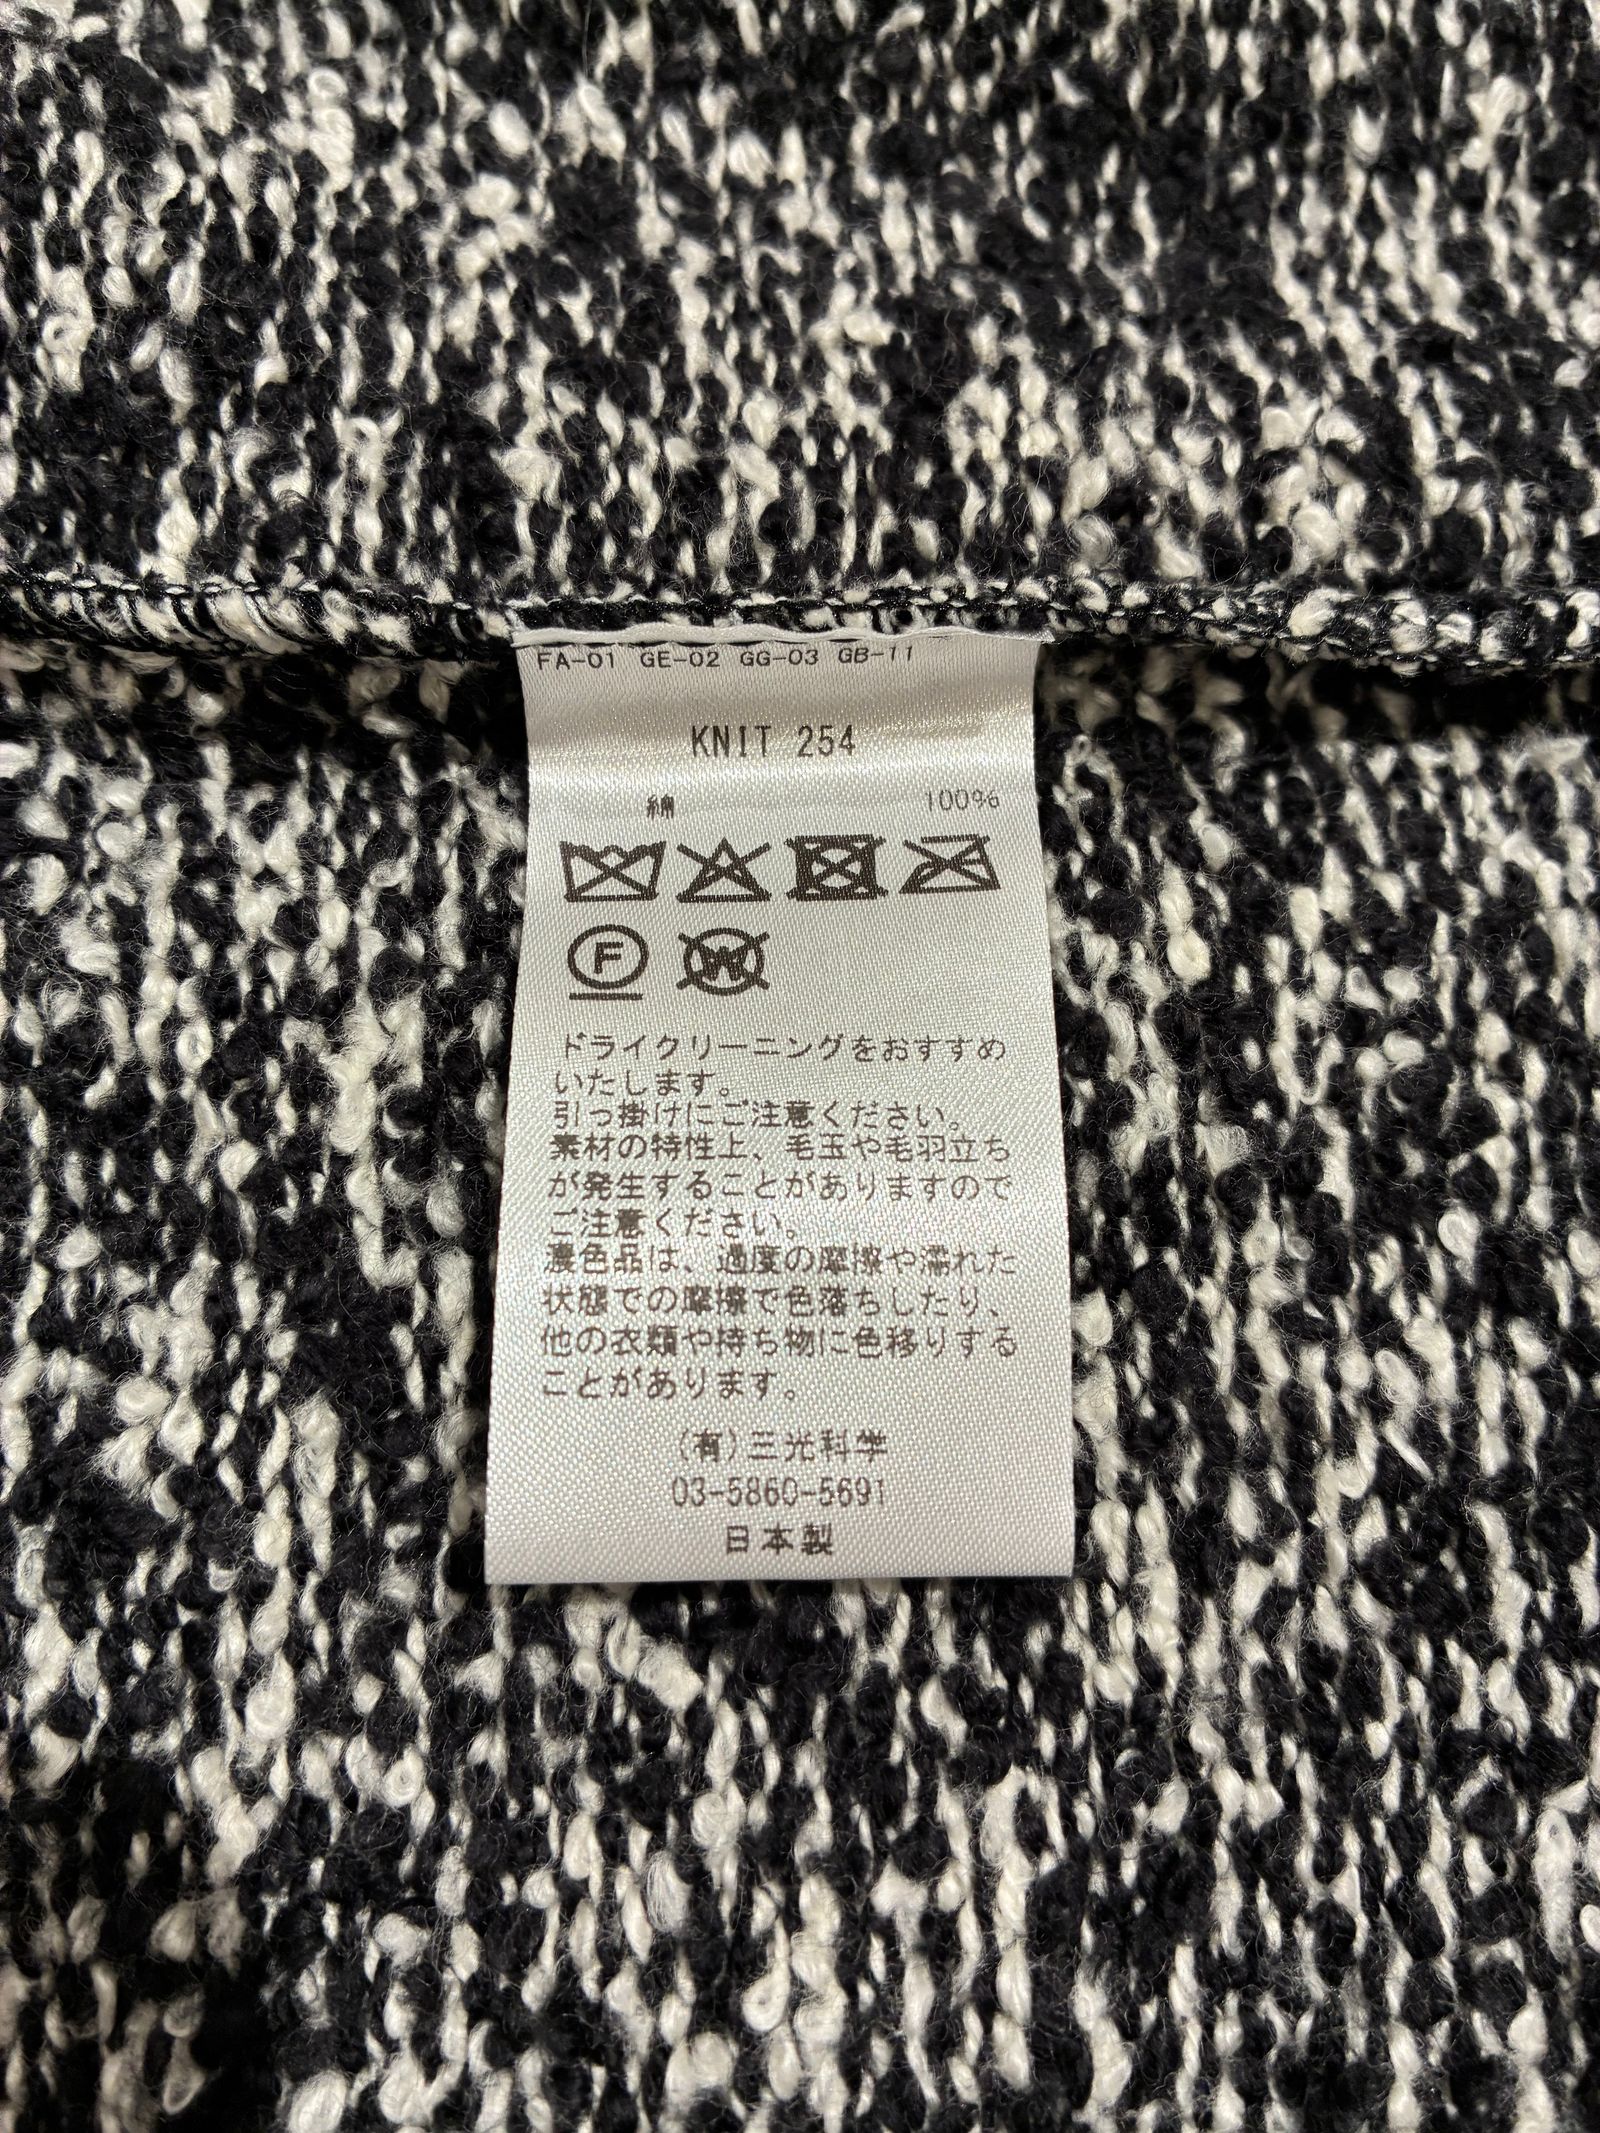 FA-01 GE-02 GG-03 GB-11
KNIT 254
綿 100%
F
W
ドライクリーニングをおすすめ
いたします。
引っ掛けにご注意ください。
素材の特性上、毛玉や毛羽立ち
が発生することがありますので
ご注意ください。
濃色品は、過度の摩擦や濡れた
状態での摩擦で色落ちしたり、
他の衣類や持ち物に色移りする
ことがあります。
(有)三光科学
03-5860-5691
日本製